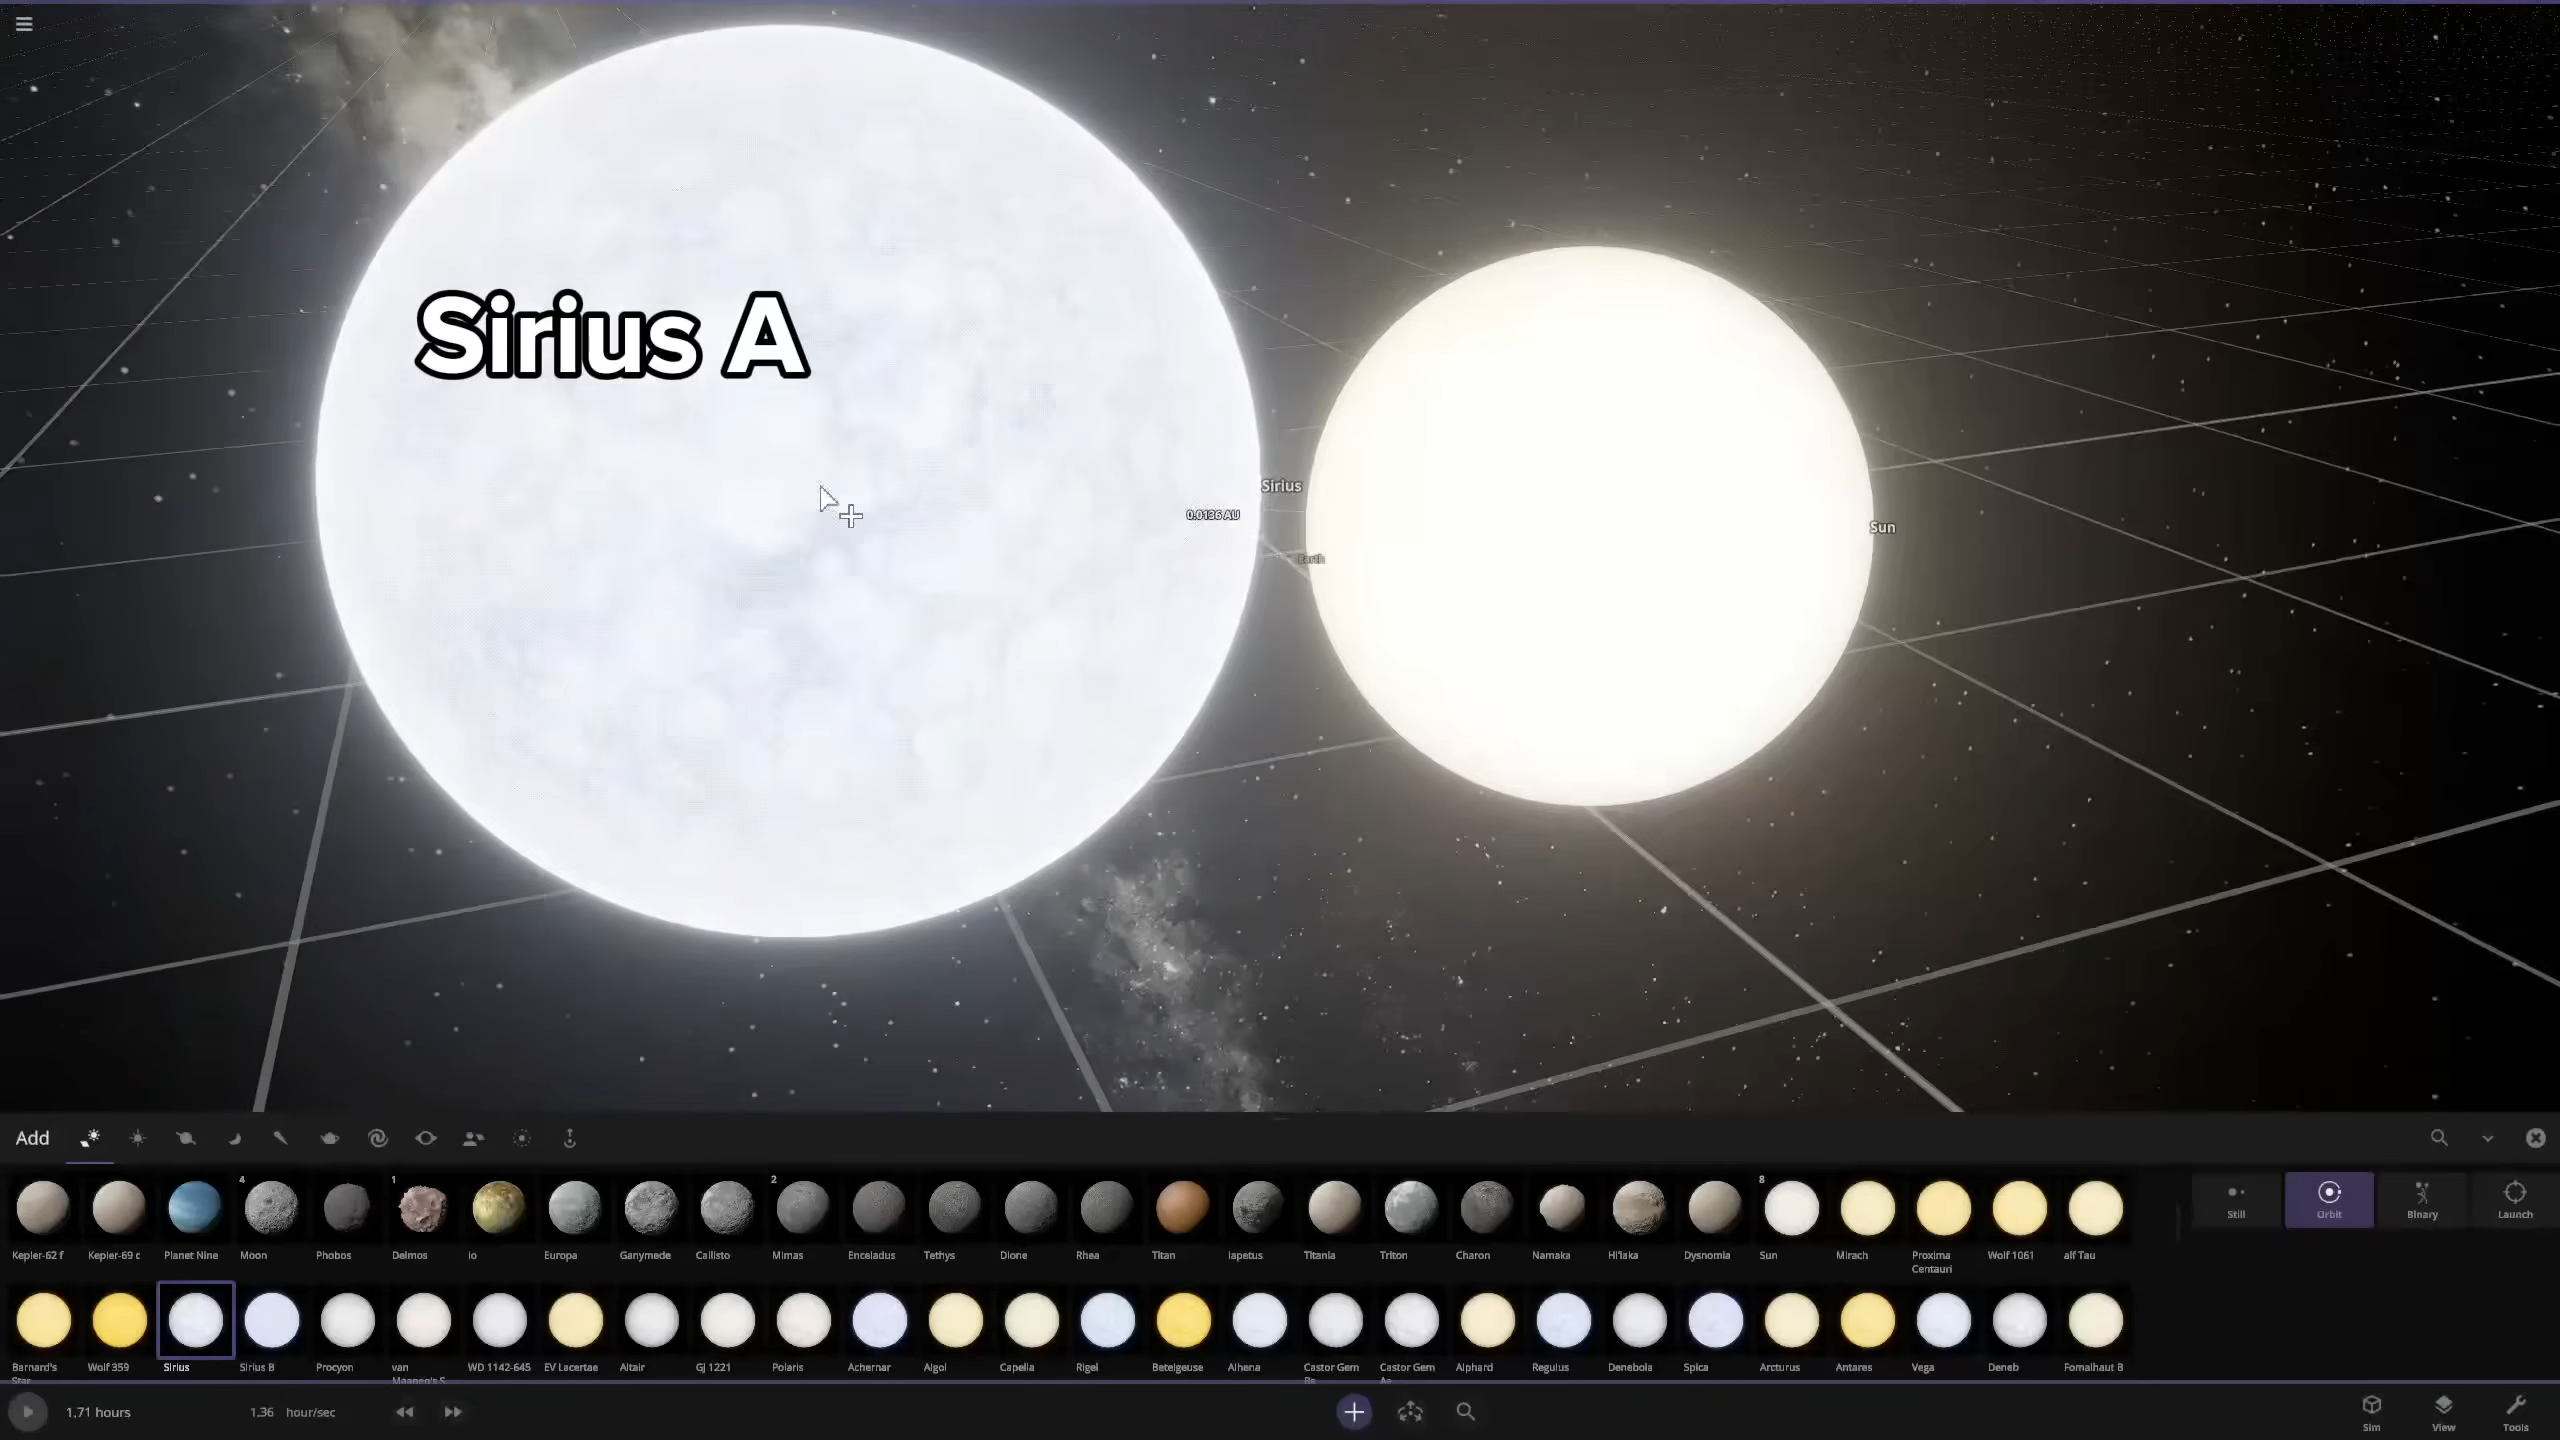 Sirius A
Sirius
0.0136 AU
Earth
Sun
Add
4
1
2
8
Kepler-62 f
Kepler-69 c
Planet Nine
Moon
Phobos
Deimos
Io
Europa
Ganymede
Callisto
Mimas
Enceladus
Tethys
Dione
Rhea
Titan
Iapetus
Titania
Triton
Charon
Namaka
Hi'iaka
Dysnomia
Sun
Mirach
Proxima
Centauri
Wolf 1061
alf Tau
Still
Orbit
Binary
Launch
Barnard's
Star
Wolf 359
Sirius
Sirius B
Procyon
van
Maanen's S
WD 1142-645
EV Lacertae
Altair
GJ 1221
Polaris
Achernar
Algol
Capella
Rigel
Betelgeuse
Alhena
Castor Gem
Ba
Castor Gem
Aa
Alphard
Regulus
Denebola
Spica
Arcturus
Antares
Vega
Deneb
Fomalhaut B
1.71 hours
1.36 hour/sec
Sim
View
Tools